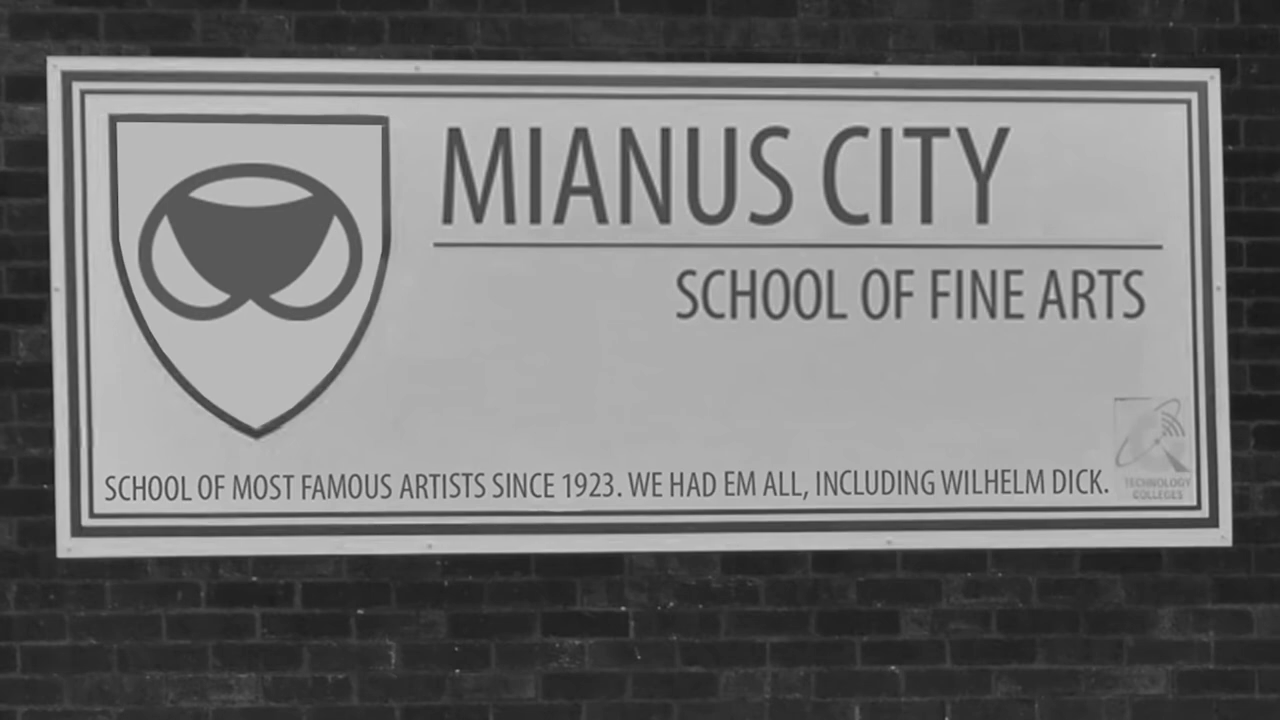 MIANUS CITY
SCHOOL OF FINE ARTS
SCHOOL OF MOST FAMOUS ARTISTS SINCE 1923. WE HAD EM ALL, INCLUDING WILHELM DICK.
TECHNOLOGY
COLLEGES